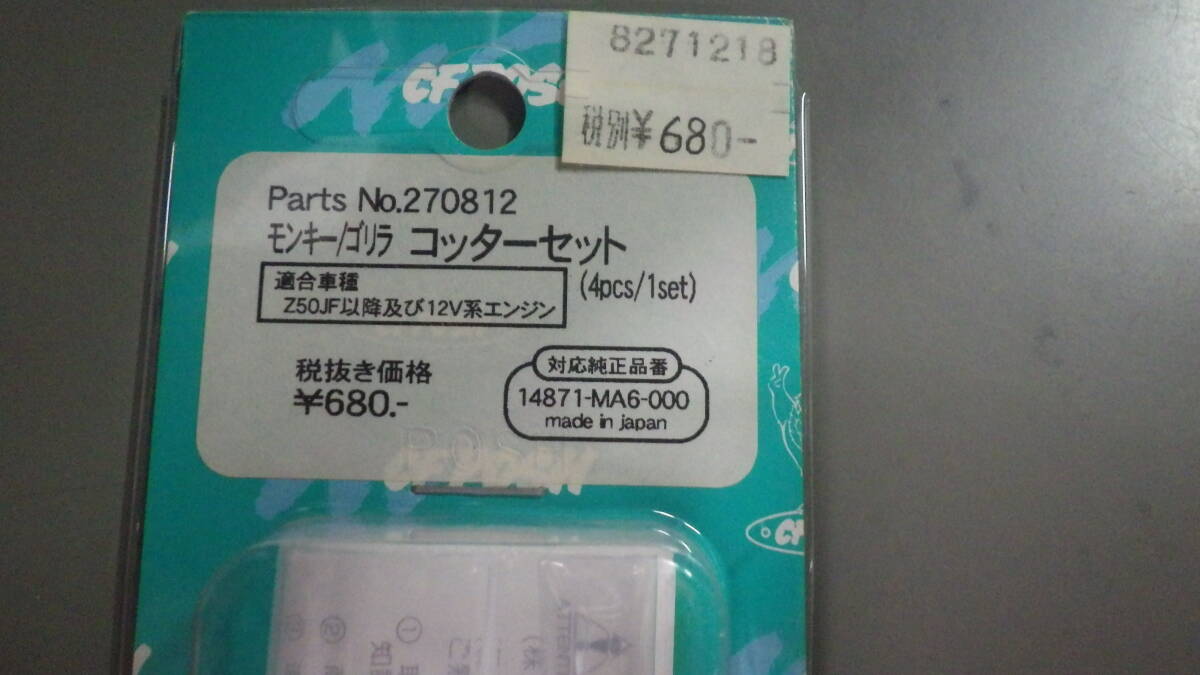 8271218
税別¥680-
CF POSH
Parts No.270812
モンキー/ゴリラ コッターセット
(4pcs/1set)
適合車種
Z50JF以降及び12V系エンジン
税抜き価格
¥680.-
対応純正品番
14871-MA6-000
made in japan